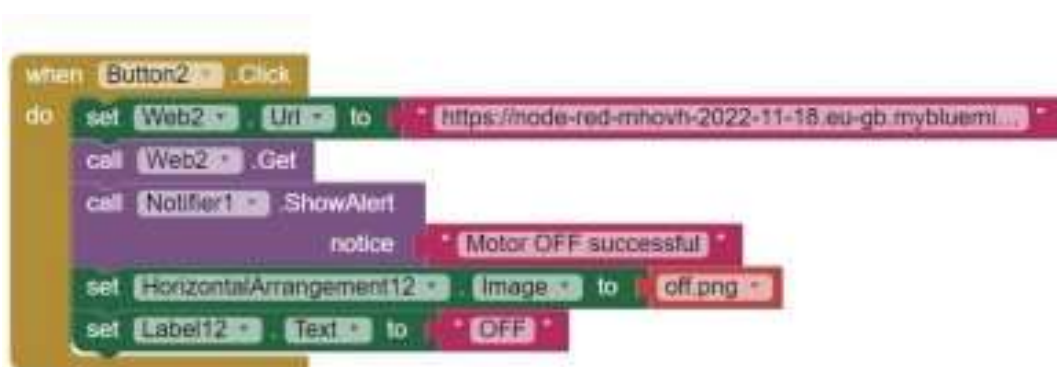 when Button2 .Click
do set Web2 . Url to " https://node-red-mhovh-2022-11-18.eu-gb.mybluemi... "
call Web2 .Get
call Notifier1 .ShowAlert
notice " Motor OFF successful "
set HorizontalArrangement12 . Image to off.png
set Label12 . Text to " OFF "